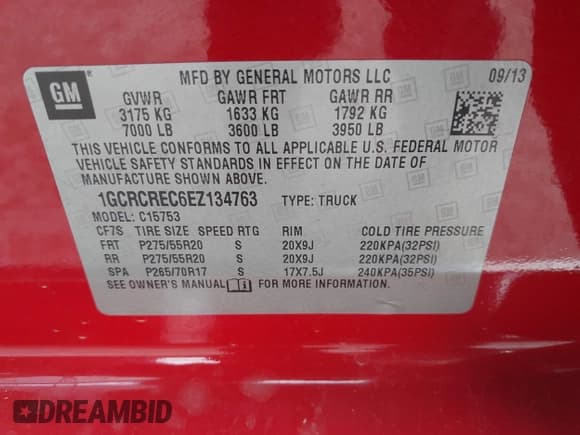 GM
MFD BY GENERAL MOTORS LLC 09/13
GVWR GAWR FRT GAWR RR
3175 KG 1633 KG 1792 KG
7000 LB 3600 LB 3950 LB
THIS VEHICLE CONFORMS TO ALL APPLICABLE U.S. FEDERAL MOTOR
VEHICLE SAFETY STANDARDS IN EFFECT ON THE DATE OF
MANUFACTURE SHOWN ABOVE.
1GCRCREC6EZ134763 TYPE: TRUCK
MODEL: C15753
CF7S TIRE SIZE SPEED RTG RIM COLD TIRE PRESSURE
FRT P275/55R20 S 20X9J 220KPA(32PSI)
RR P275/55R20 S 20X9J 220KPA(32PSI)
SPA P265/70R17 S 17X7.5J 240KPA(35PSI)
SEE OWNER'S MANUAL FOR MORE INFORMATION.
DREAMBID